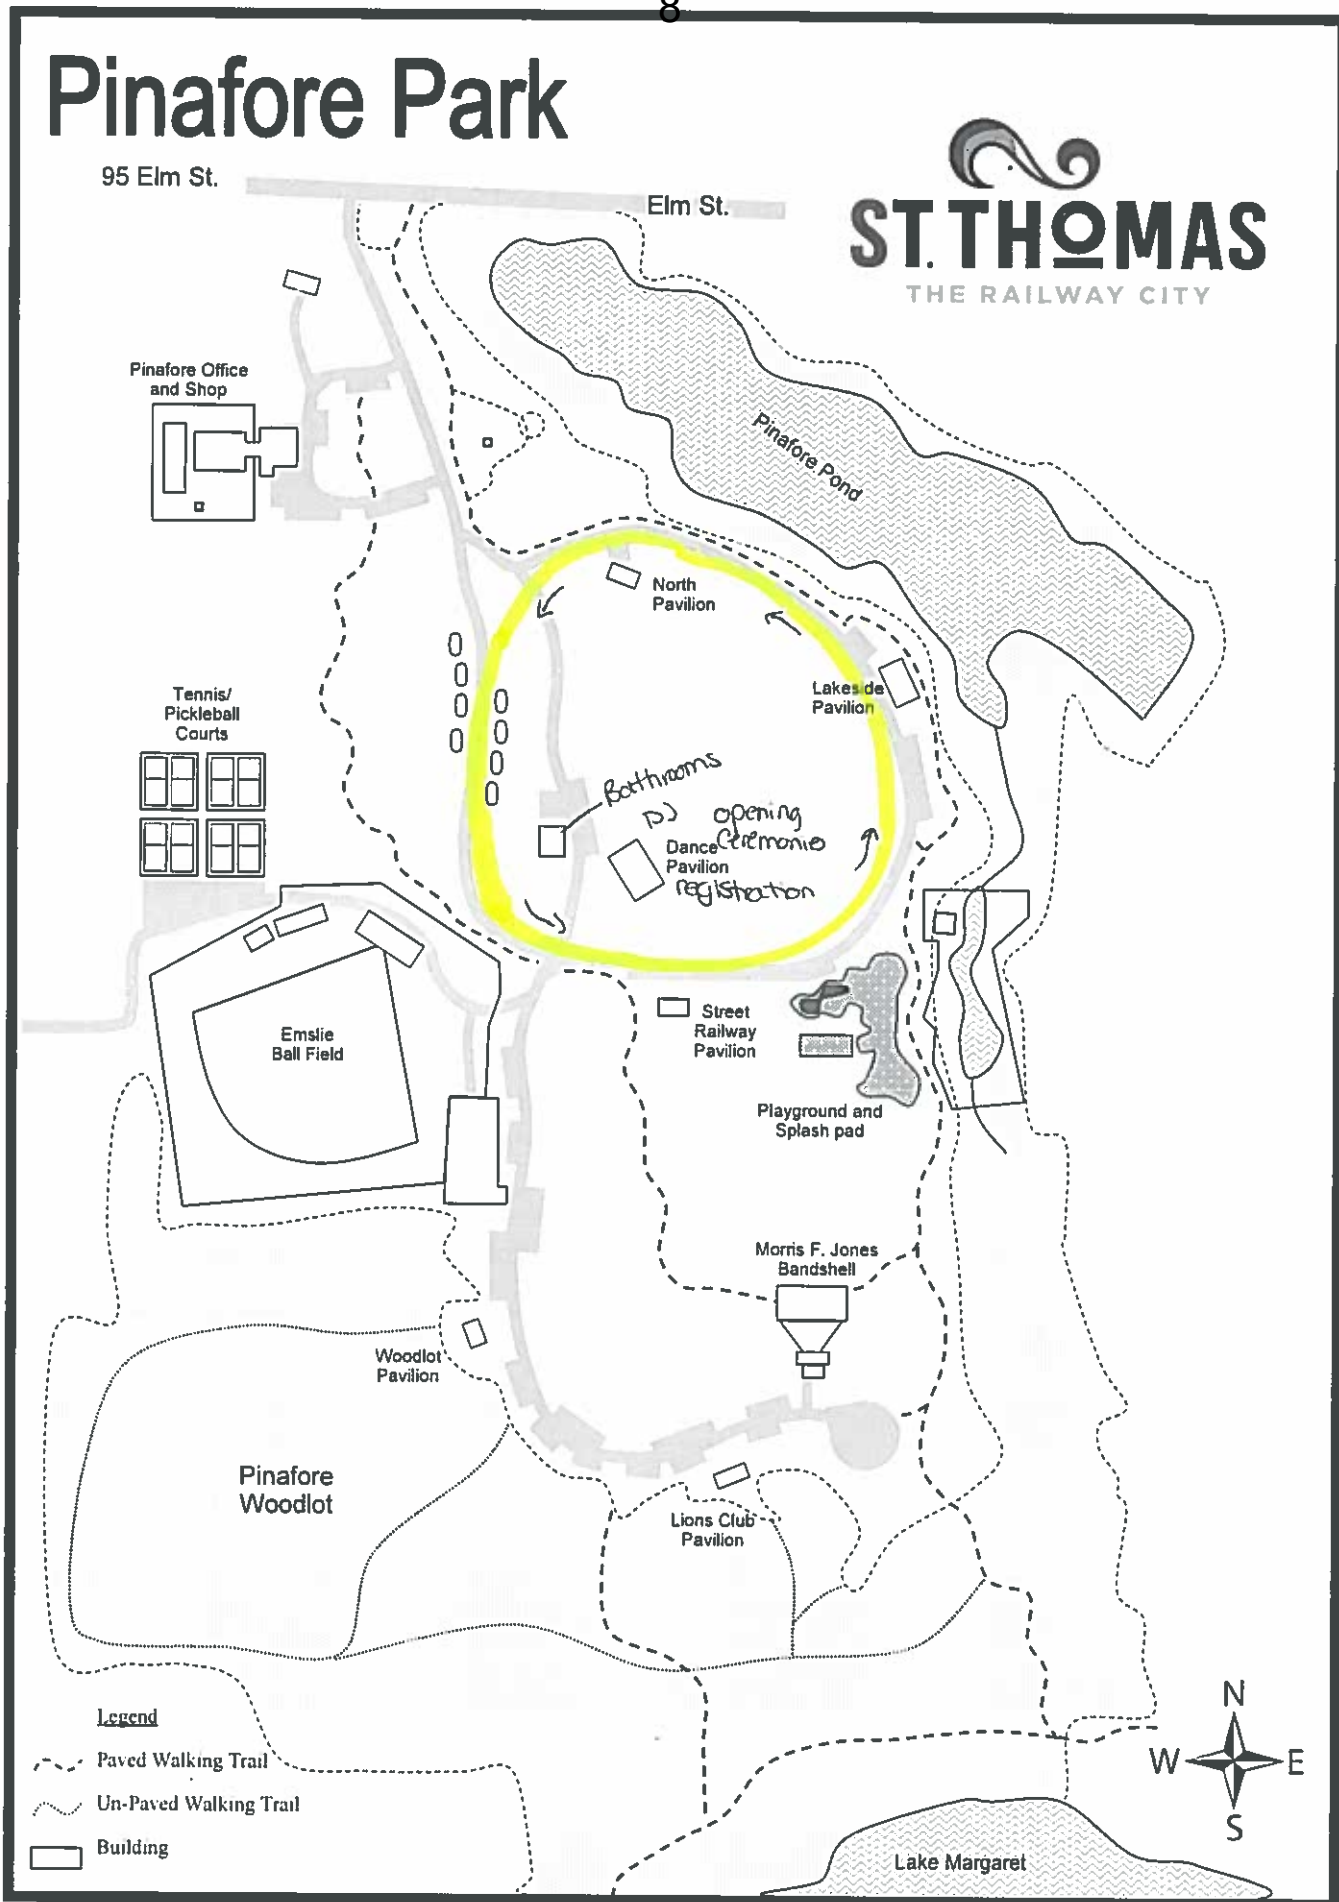 8
Pinafore Park
95 Elm St.
Elm St.
ST. THOMAS
THE RAILWAY CITY
Pinafore Office
and Shop
Pinafore Pond
North
Pavilion
Lakeside
Pavilion
Tennis/
Pickleball
Courts
Bathrooms
DJ opening
Ceremonie
Dance
Pavilion
registration
Emslie
Ball Field
Street
Railway
Pavilion
Playground and
Splash pad
Morris F. Jones
Bandshell
Woodlot
Pavilion
Pinafore
Woodlot
Lions Club
Pavilion
Legend
Paved Walking Trail
Un-Paved Walking Trail
Building
N
W E
S
Lake Margaret